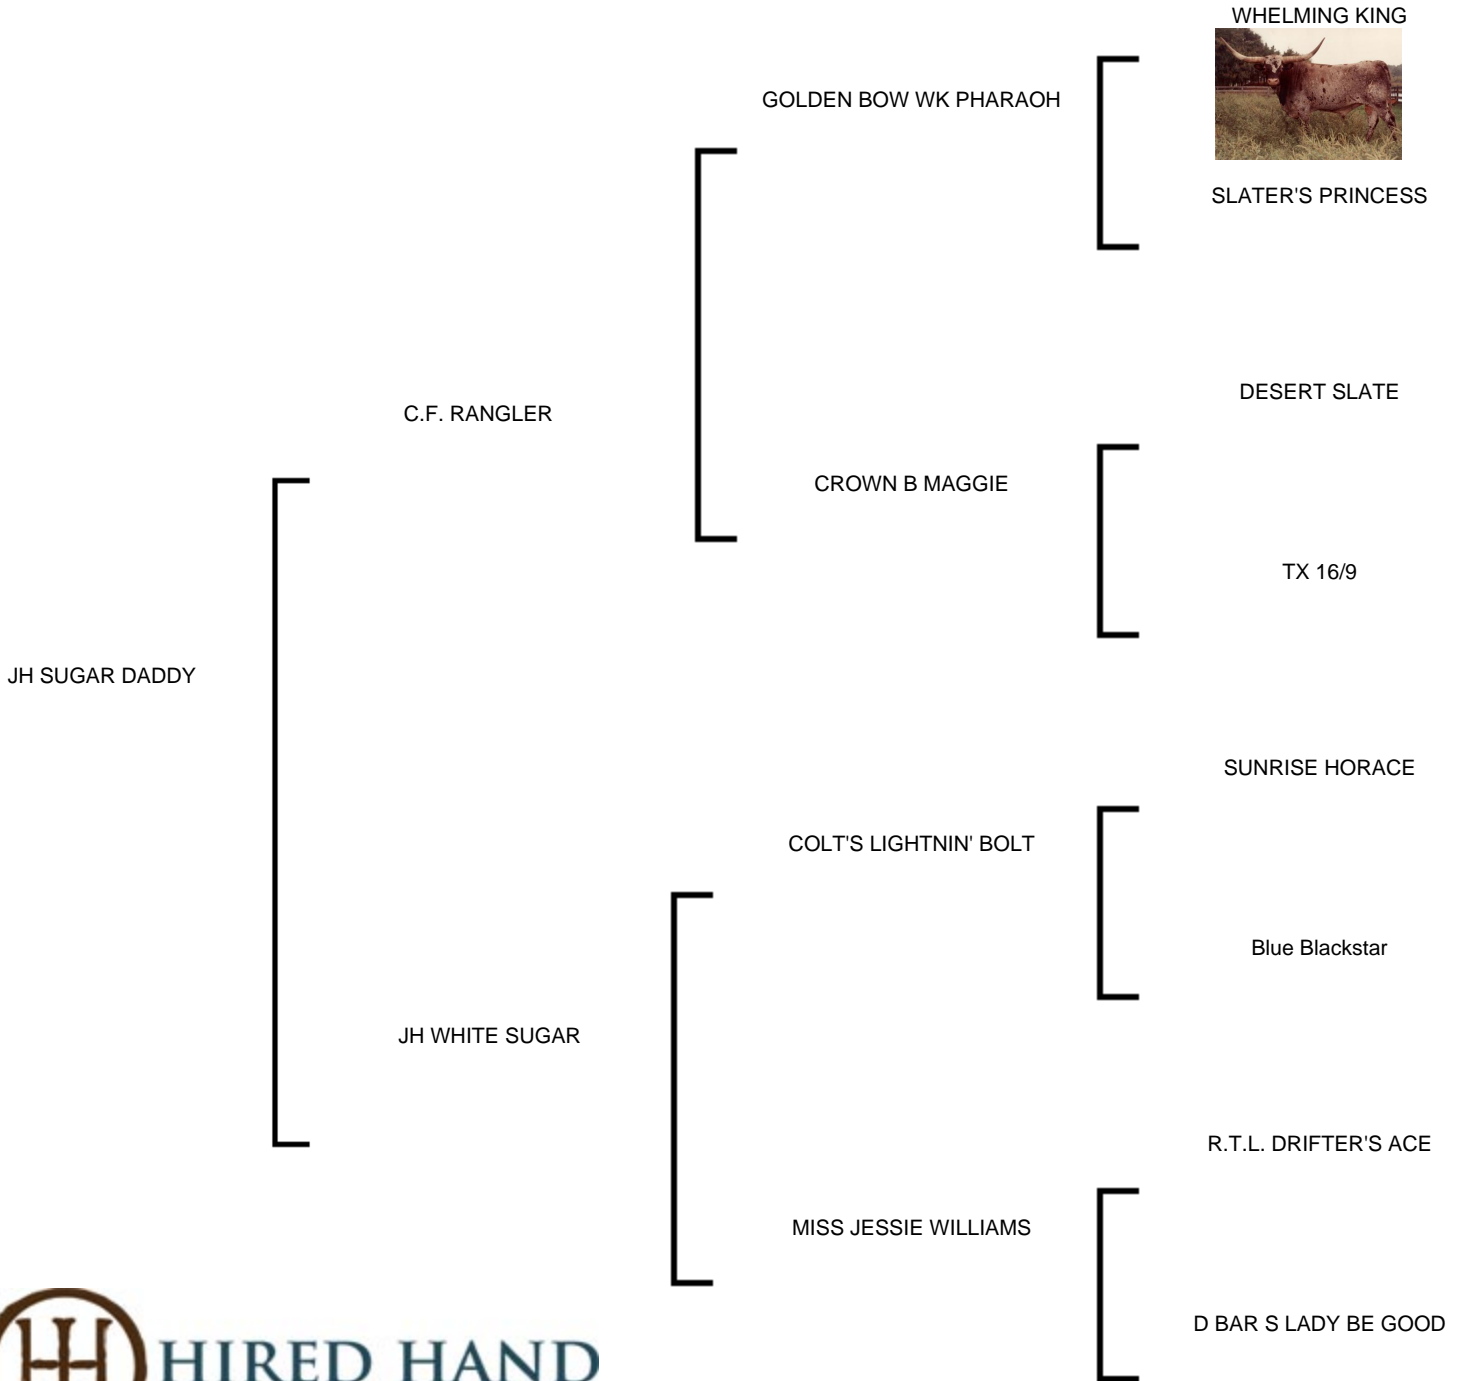 WHELMING KING
GOLDEN BOW WK PHARAOH
SLATER'S PRINCESS
C.F. RANGLER
DESERT SLATE
CROWN B MAGGIE
TX 16/9
JH SUGAR DADDY
SUNRISE HORACE
COLT'S LIGHTNIN' BOLT
Blue Blackstar
JH WHITE SUGAR
R.T.L. DRIFTER'S ACE
MISS JESSIE WILLIAMS
D BAR S LADY BE GOOD
HH HIRED HAND